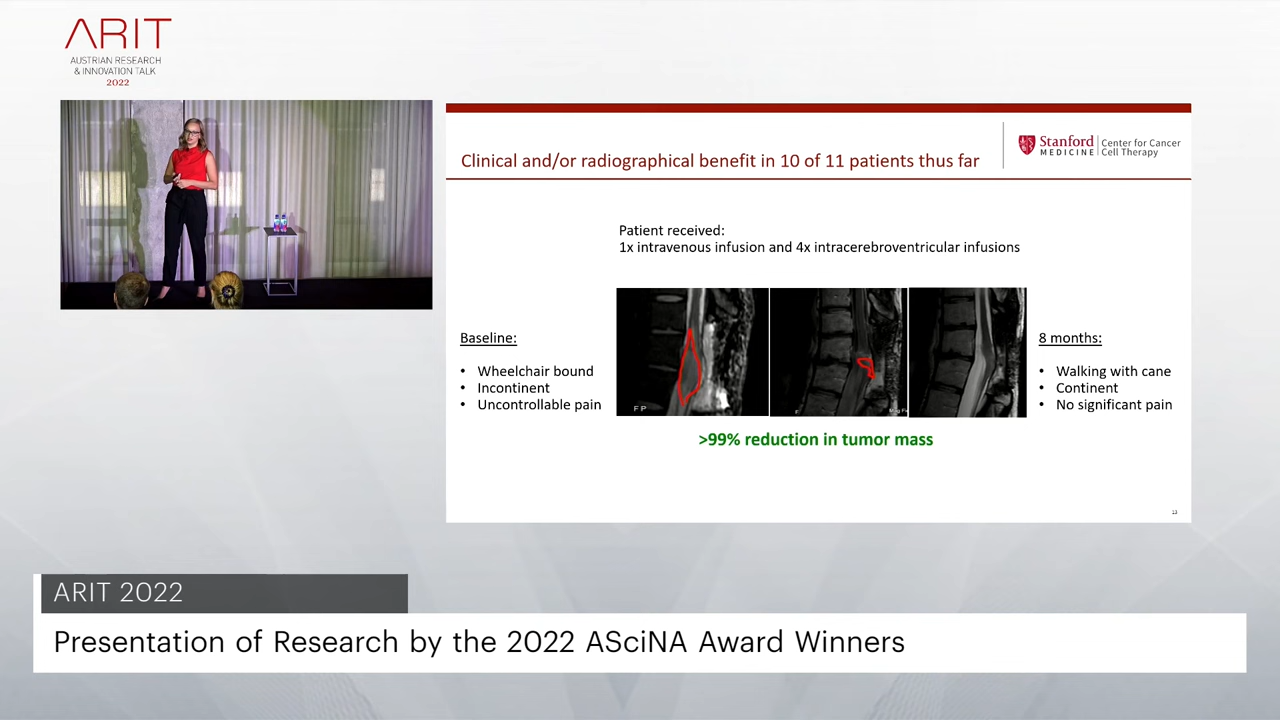 ARIT
AUSTRIAN RESEARCH
& INNOVATION TALK
2022
Clinical and/or radiographical benefit in 10 of 11 patients thus far
Stanford
MEDICINE
Center for Cancer
Cell Therapy
Patient received:
1x intravenous infusion and 4x intracerebroventricular infusions
Baseline:
• Wheelchair bound
• Incontinent
• Uncontrollable pain
F P
F
8 months:
• Walking with cane
• Continent
• No significant pain
>99% reduction in tumor mass
13
ARIT 2022
Presentation of Research by the 2022 ASciNA Award Winners